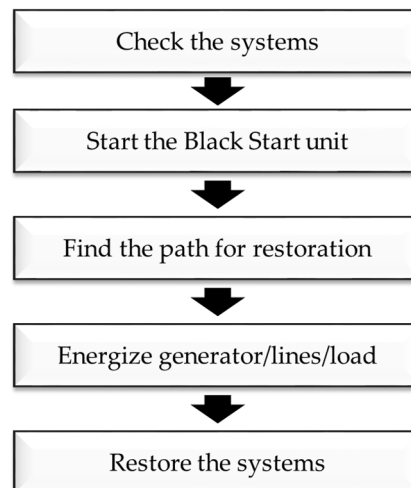 Check the systems
Start the Black Start unit
Find the path for restoration
Energize generator/lines/load
Restore the systems